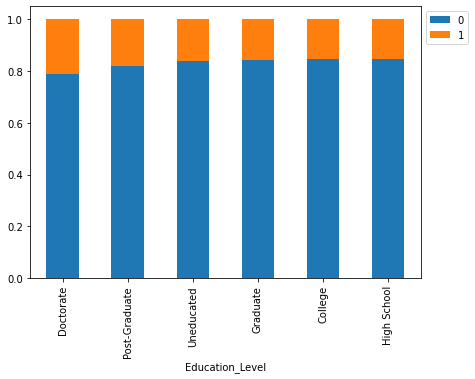 1.0
0.8
0.6
0.4
0.2
0.0
0
1
Doctorate
Post-Graduate
Uneducated
Graduate
College
High School
Education_Level